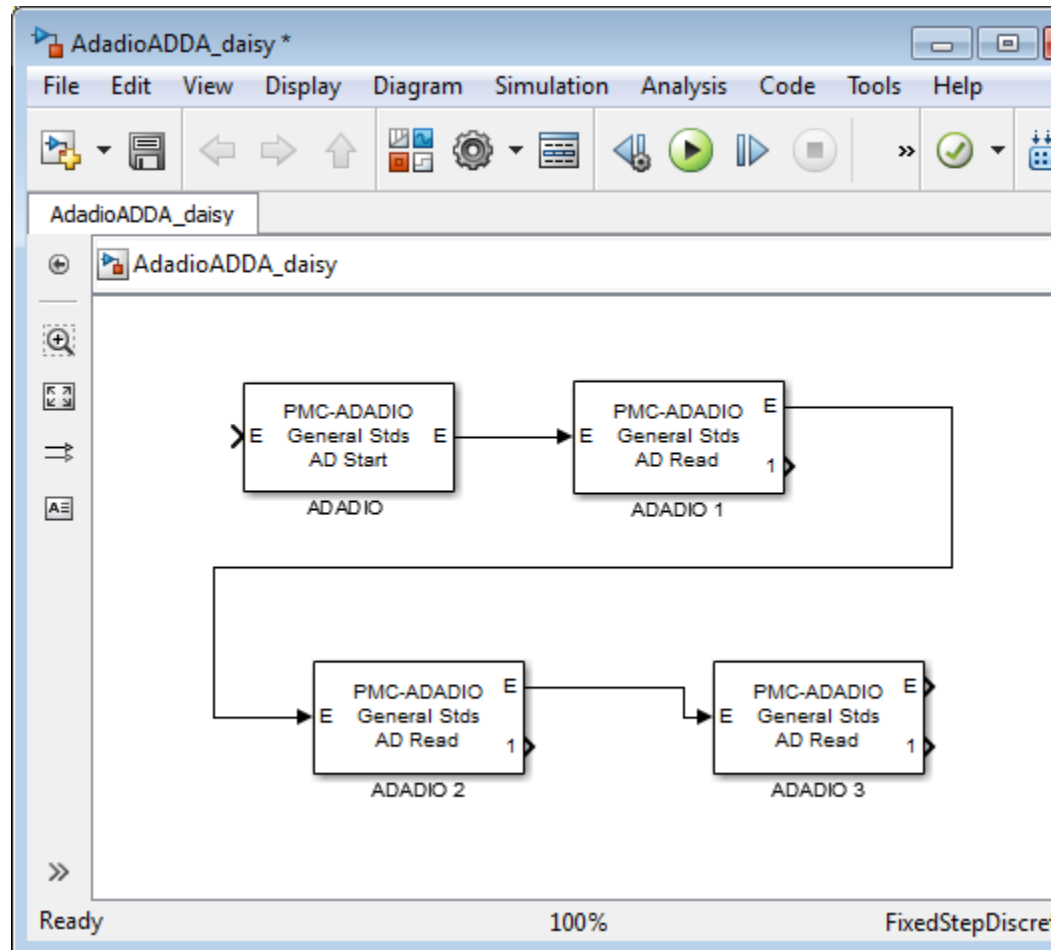 AdadioADDA_daisy *
File Edit View Display Diagram Simulation Analysis Code Tools Help
»
AdadioADDA_daisy
AdadioADDA_daisy
PMC-ADADIO
E General Stds E
AD Start
ADADIO
PMC-ADADIO E
E General Stds
AD Read 1
ADADIO 1
PMC-ADADIO E
E General Stds
AD Read 1
ADADIO 2
PMC-ADADIO E
E General Stds
AD Read 1
ADADIO 3
A
»
Ready 100% FixedStepDiscre